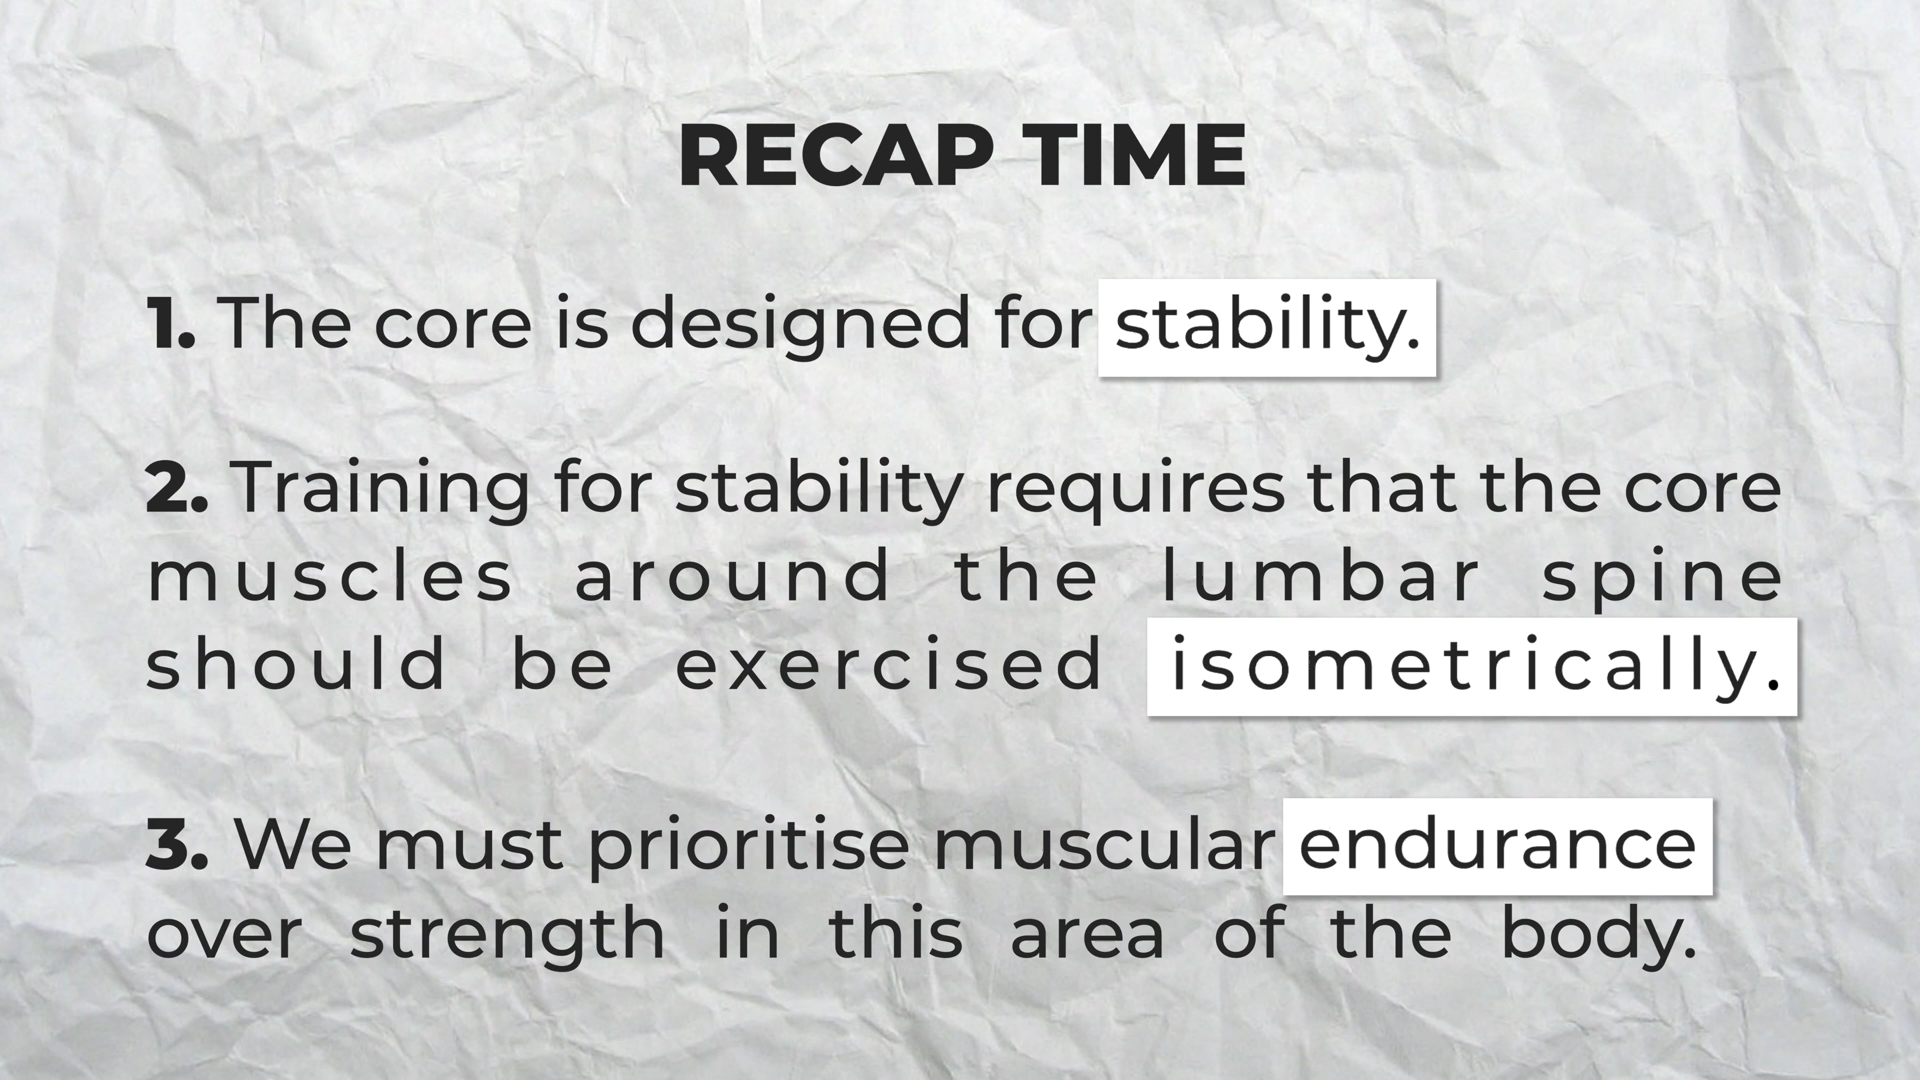 RECAP TIME
1. The core is designed for stability.
2. Training for stability requires that the core
muscles around the lumbar spine
should be exercised isometrically.
3. We must prioritise muscular endurance
over strength in this area of the body.